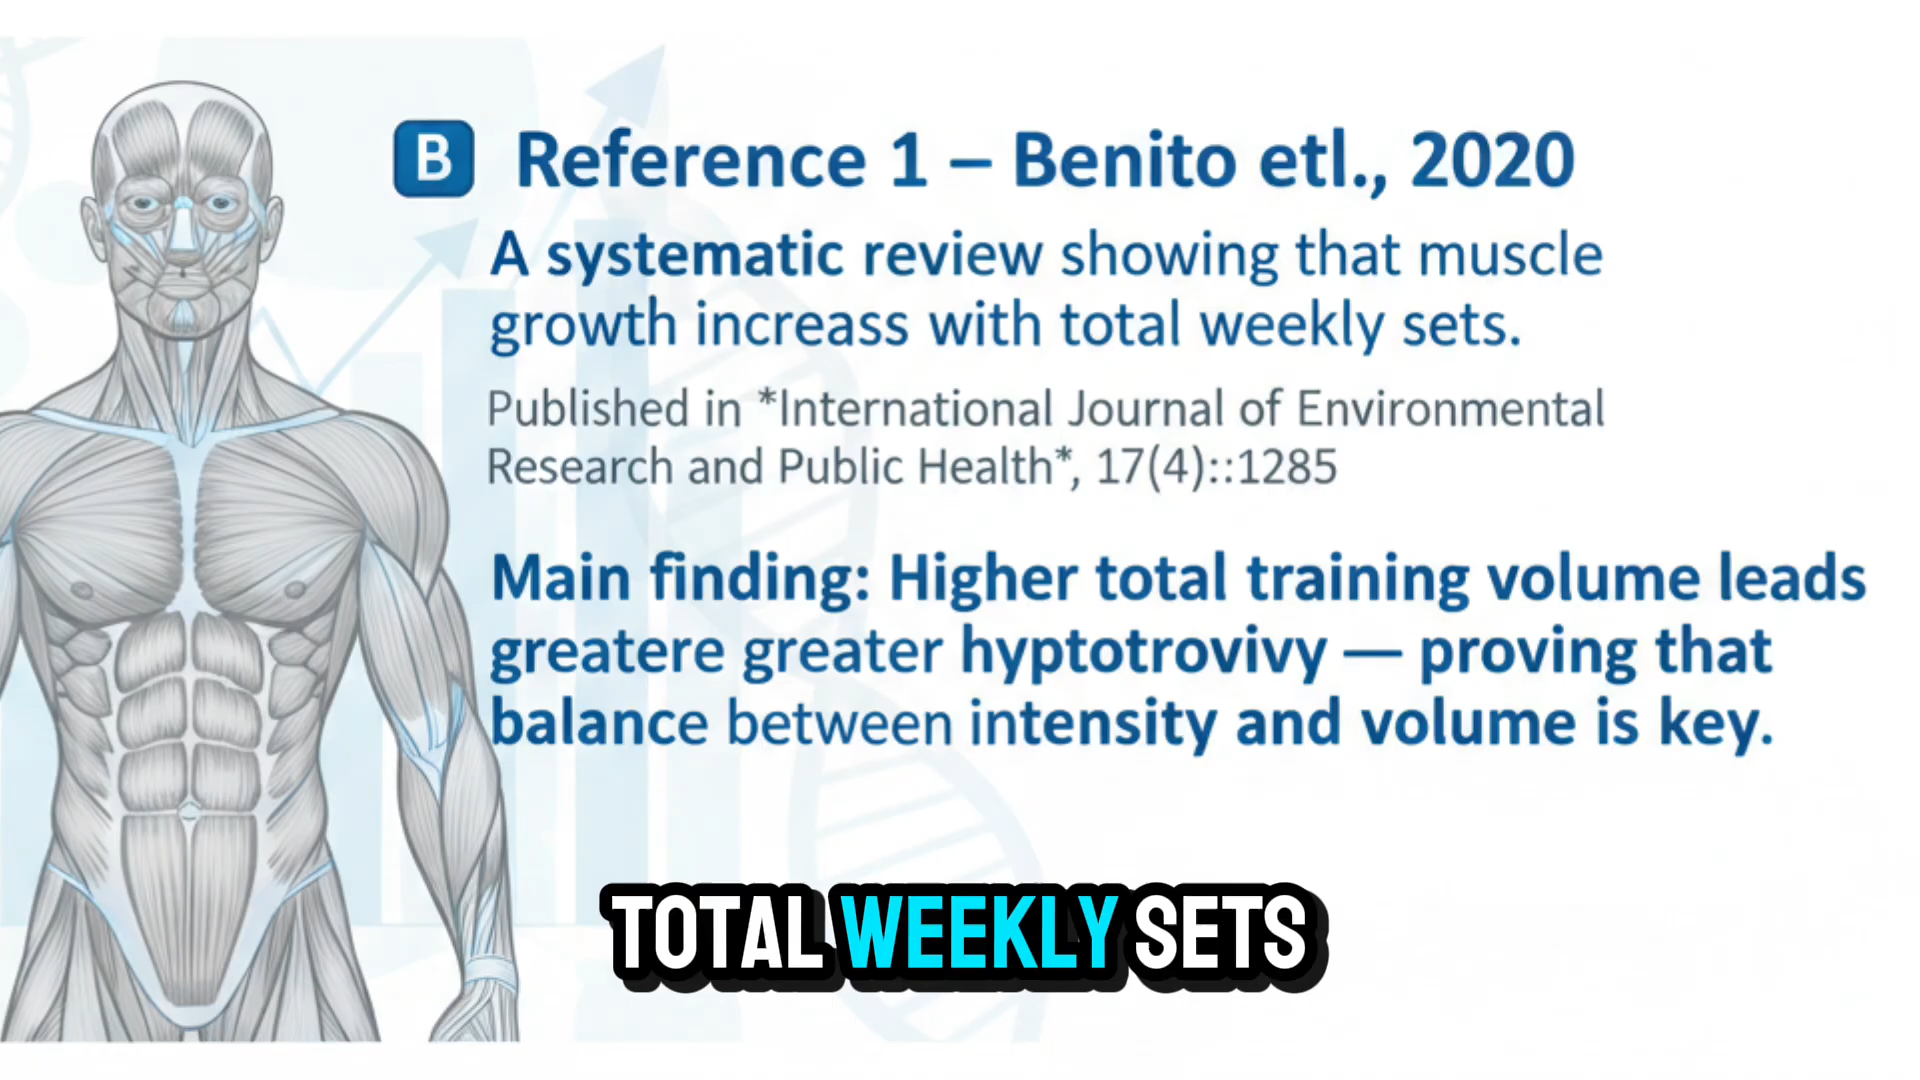 B Reference 1 – Benito etl., 2020
A systematic review showing that muscle
growth increass with total weekly sets.
Published in *International Journal of Environmental
Research and Public Health*, 17(4)::1285
Main finding: Higher total training volume leads
greatere greater hyptotrovivy — proving that
balance between intensity and volume is key.
TOTAL WEEKLY SETS